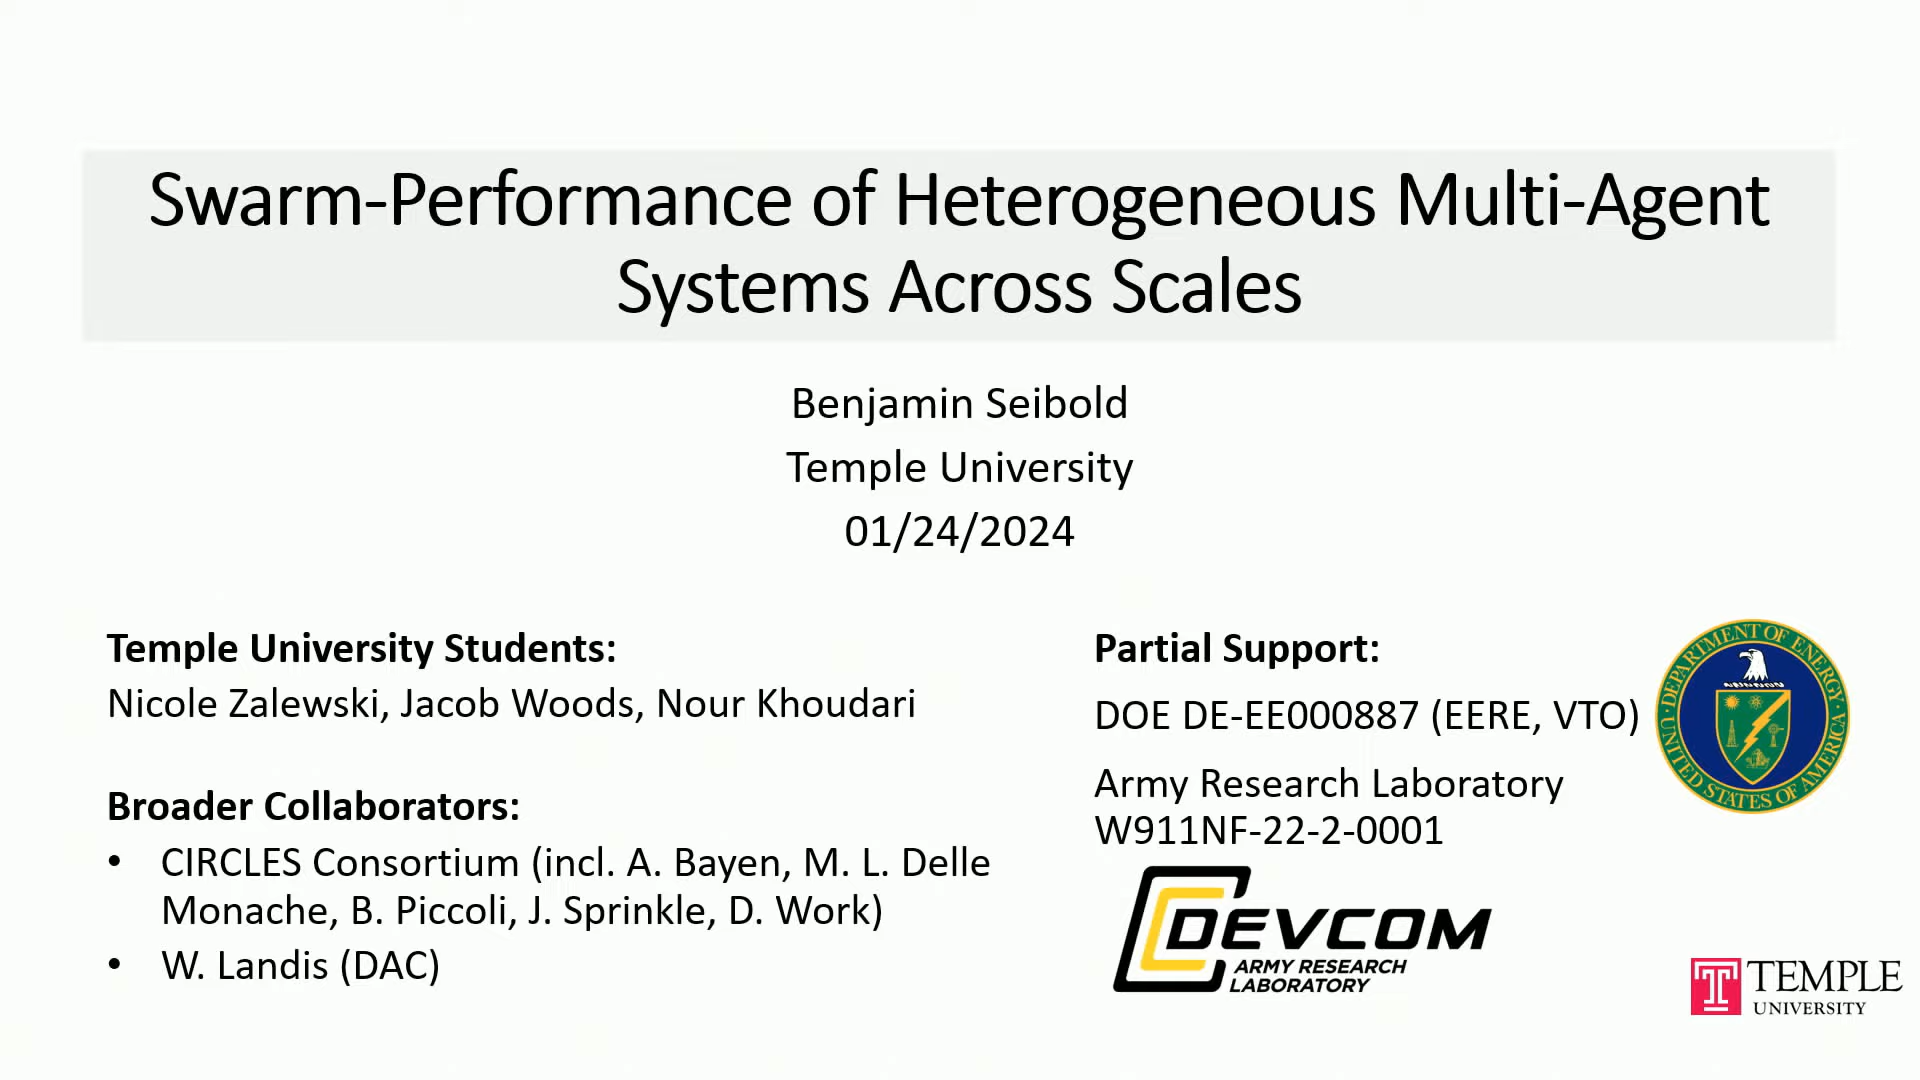 Swarm-Performance of Heterogeneous Multi-Agent
Systems Across Scales
Benjamin Seibold
Temple University
01/24/2024
Temple University Students:
Nicole Zalewski, Jacob Woods, Nour Khoudari
Broader Collaborators:
• CIRCLES Consortium (incl. A. Bayen, M. L. Delle
Monache, B. Piccoli, J. Sprinkle, D. Work)
• W. Landis (DAC)
Partial Support:
DOE DE-EE000887 (EERE, VTO)
Army Research Laboratory
W911NF-22-2-0001
DEPARTMENT OF ENERGY
UNITED STATES OF AMERICA
DEVCOM
ARMY RESEARCH
LABORATORY
TEMPLE
UNIVERSITY